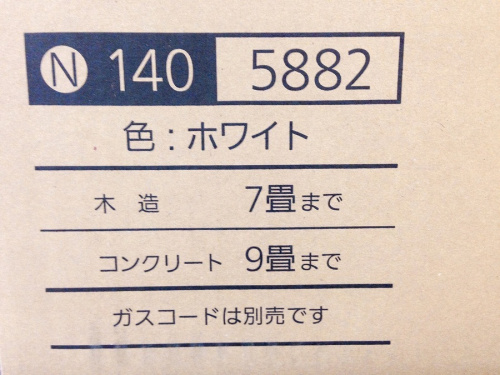 N 140 5882
色：ホワイト
木 造 7畳まで
コンクリート 9畳まで
ガスコードは別売です